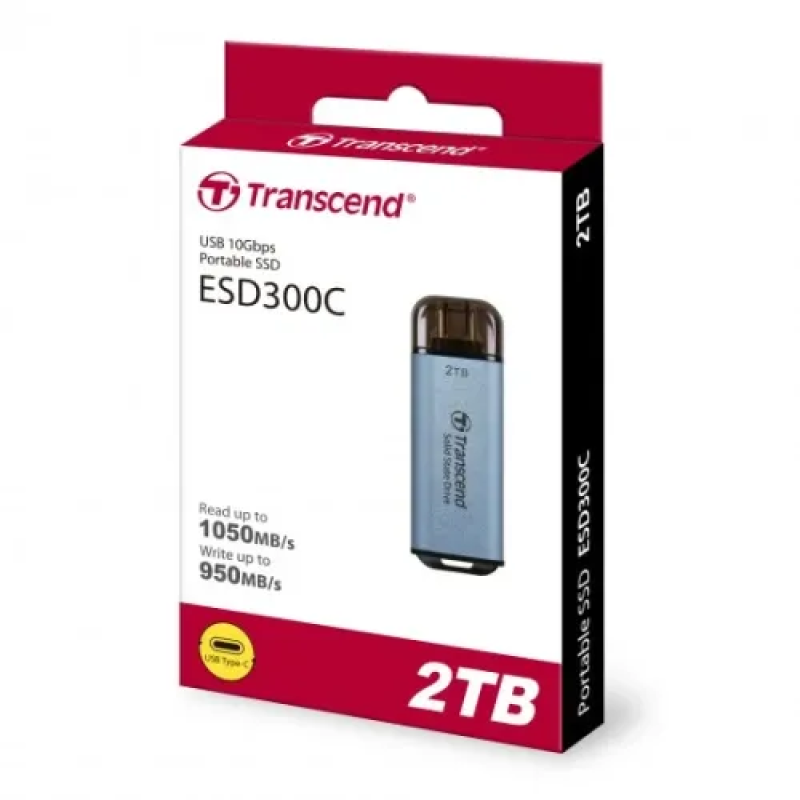 Transcend
Transcend®
USB 10Gbps
Portable SSD
ESD300C
2TB
Transcend
Solid State Drive
Read up to
1050MB/s
Write up to
950MB/s
USB Type-C
2TB
2TB
Portable SSD ESD300C